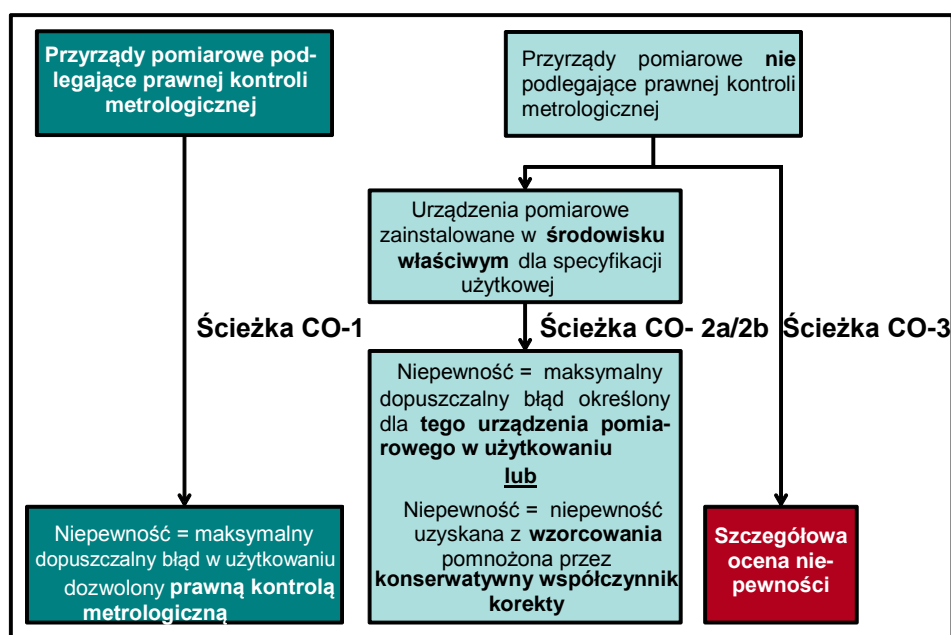 Przyrządy pomiarowe pod-
legające prawnej kontroli
metrologicznej
Przyrządy pomiarowe nie
podlegające prawnej kontroli
metrologicznej
Urządzenia pomiarowe
zainstalowane w środowisku
właściwym dla specyfikacji
użytkowej
Ścieżka CO-1
Ścieżka CO- 2a/2b
Ścieżka CO-3
Niepewność = maksymalny
dopuszczalny błąd w użytkowaniu
dozwolony prawną kontrolą
metrologiczną
Niepewność = maksymalny
dopuszczalny błąd określony
dla tego urządzenia pomia-
rowego w użytkowaniu
lub
Niepewność = niepewność
uzyskana z wzorcowania
pomnożona przez
konserwatywny współczynnik
korekty
Szczegółowa
ocena nie-
pewności